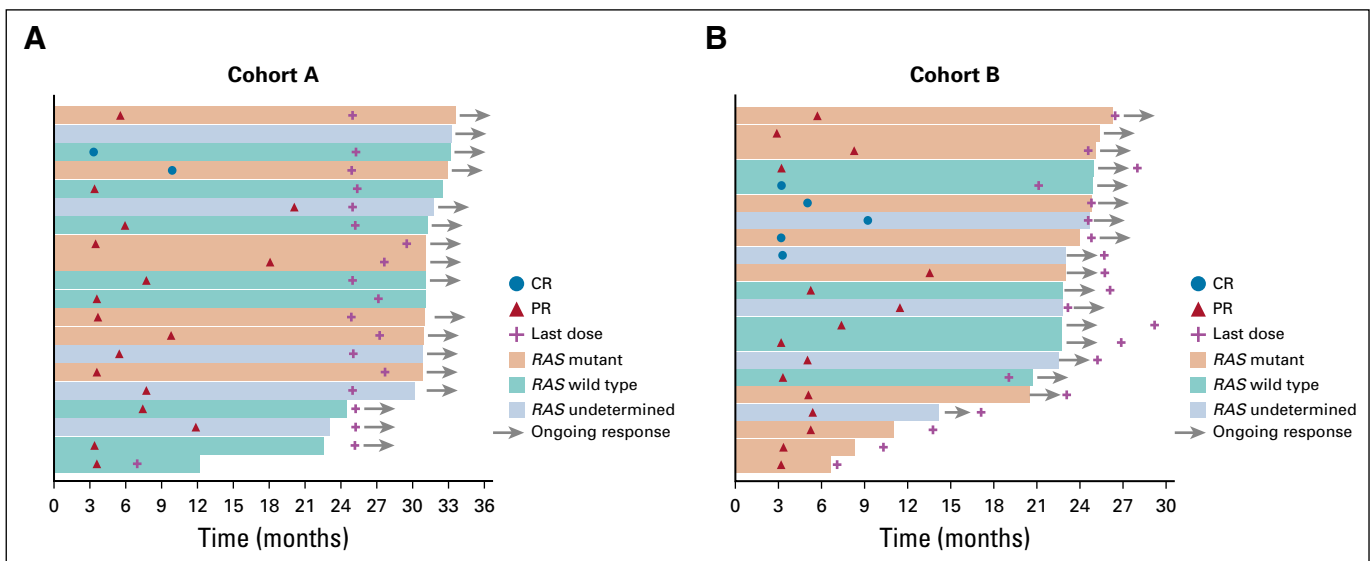 A
Cohort A
CR
PR
Last dose
RAS mutant
RAS wild type
RAS undetermined
Ongoing response
0 3 6 9 12 15 18 21 24 27 30 33 36
Time (months)
B
Cohort B
CR
PR
Last dose
RAS mutant
RAS wild type
RAS undetermined
Ongoing response
0 3 6 9 12 15 18 21 24 27 30
Time (months)